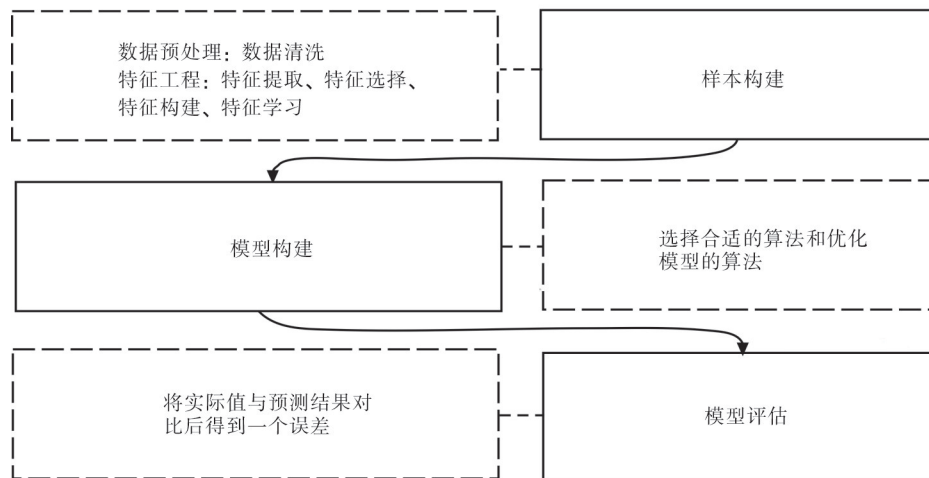 数据预处理：数据清洗
特征工程：特征提取、特征选择、
特征构建、特征学习
样本构建
模型构建
选择合适的算法和优化
模型的算法
将实际值与预测结果对
比后得到一个误差
模型评估